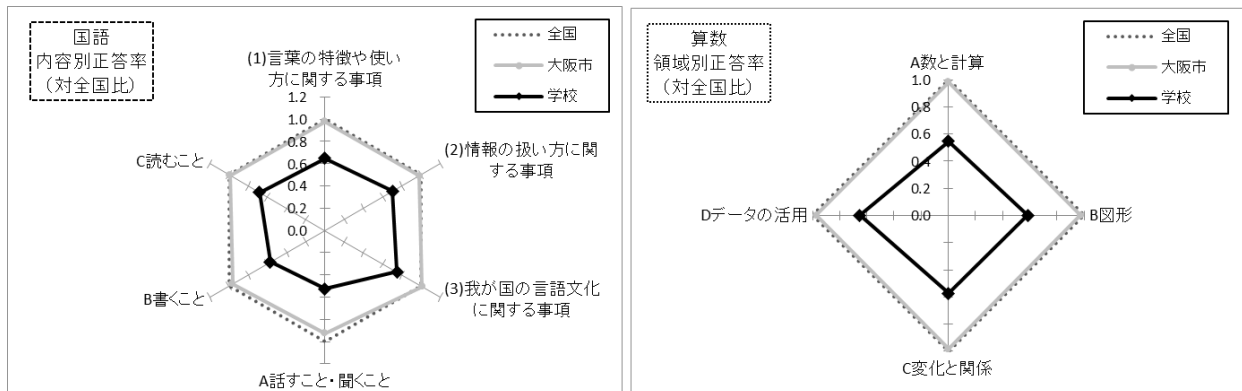 国語
内容別正答率
（対全国比）
全国
大阪市
学校
(1)言葉の特徴や使い
方に関する事項
1.2
1.0
0.8
0.6
0.4
0.2
0.0
(2)情報の扱い方に関
する事項
(3)我が国の言語文化
に関する事項
A話すこと・聞くこと
B書くこと
C読むこと
算数
領域別正答率
（対全国比）
全国
大阪市
学校
A数と計算
1.0
0.8
0.6
0.4
0.2
0.0
B図形
C変化と関係
Dデータの活用